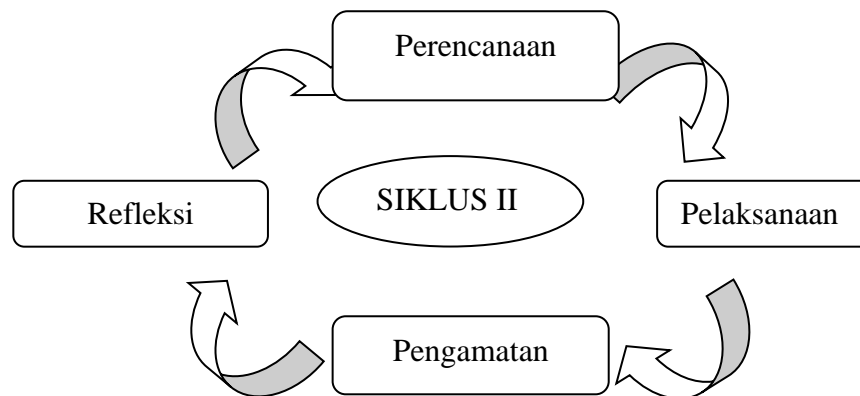 Perencanaan
Refleksi
SIKLUS II
Pelaksanaan
Pengamatan